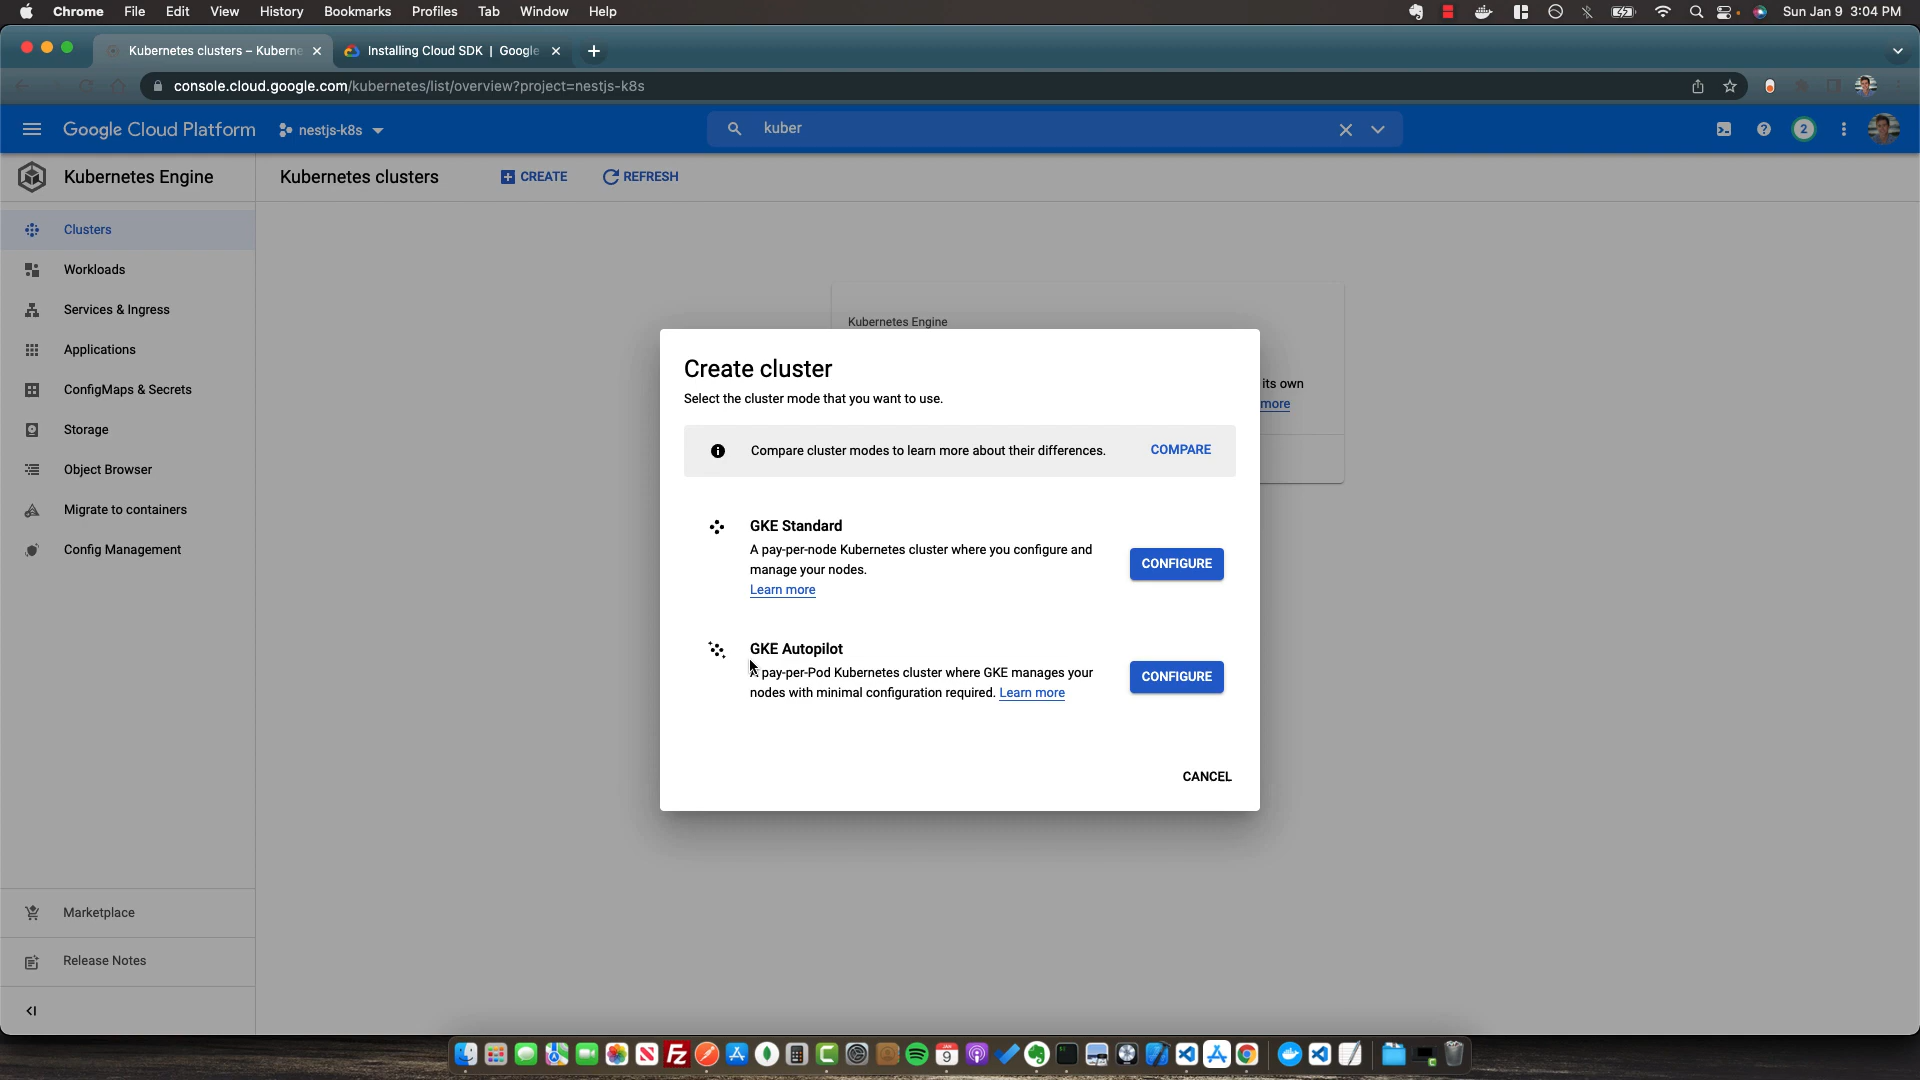 Chrome File Edit View History Bookmarks Profiles Tab Window Help
Sun Jan 9 3:04 PM
Kubernetes clusters – Kuberne
Installing Cloud SDK | Google
console.cloud.google.com/kubernetes/list/overview?project=nestjs-k8s
Google Cloud Platform
nestjs-k8s
kuber
2
Kubernetes Engine
Kubernetes clusters
CREATE
REFRESH
Clusters
Workloads
Services & Ingress
Applications
ConfigMaps & Secrets
Storage
Object Browser
Migrate to containers
Config Management
Marketplace
Release Notes
Kubernetes Engine
its own
more
Create cluster
Select the cluster mode that you want to use.
Compare cluster modes to learn more about their differences.
COMPARE
GKE Standard
A pay-per-node Kubernetes cluster where you configure and
manage your nodes.
Learn more
CONFIGURE
GKE Autopilot
A pay-per-Pod Kubernetes cluster where GKE manages your
nodes with minimal configuration required. Learn more
CONFIGURE
CANCEL
JAN
9